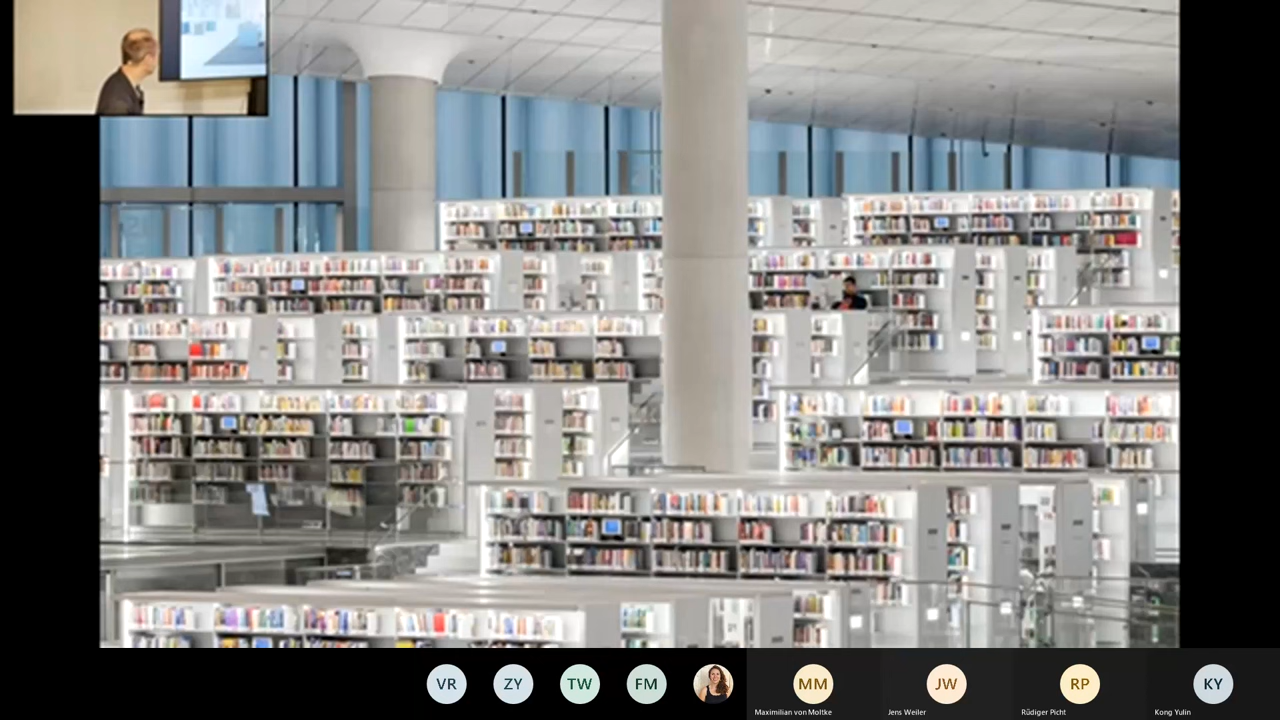 VR
ZY
TW
FM
MM
JW
RP
KY
Maximilian von Moltke
Jens Weiler
Rüdiger Picht
Kong Yulin